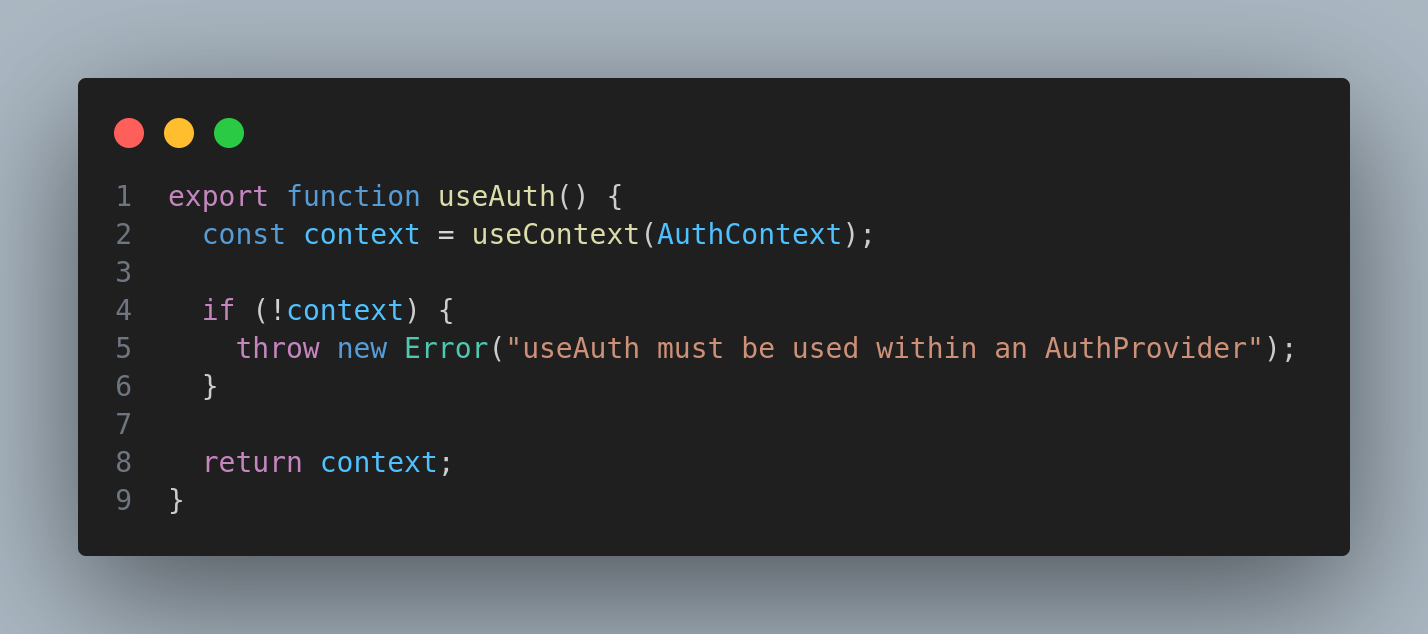 1 export function useAuth() {
2   const context = useContext(AuthContext);
3
4   if (!context) {
5     throw new Error("useAuth must be used within an AuthProvider");
6   }
7
8   return context;
9 }